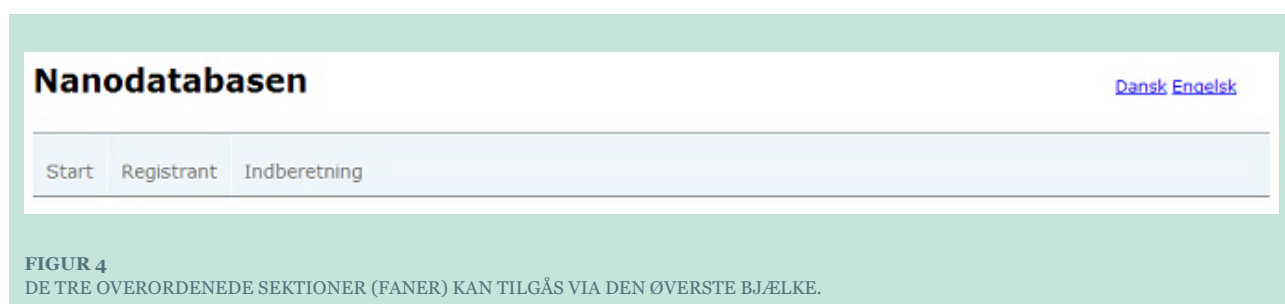 Nanodatabasen
Dansk Engelsk
Start Registrant Indberetning
FIGUR 4
DE TRE OVERORDENEDE SEKTIONER (FANER) KAN TILGÅS VIA DEN ØVERSTE BJÆLKE.